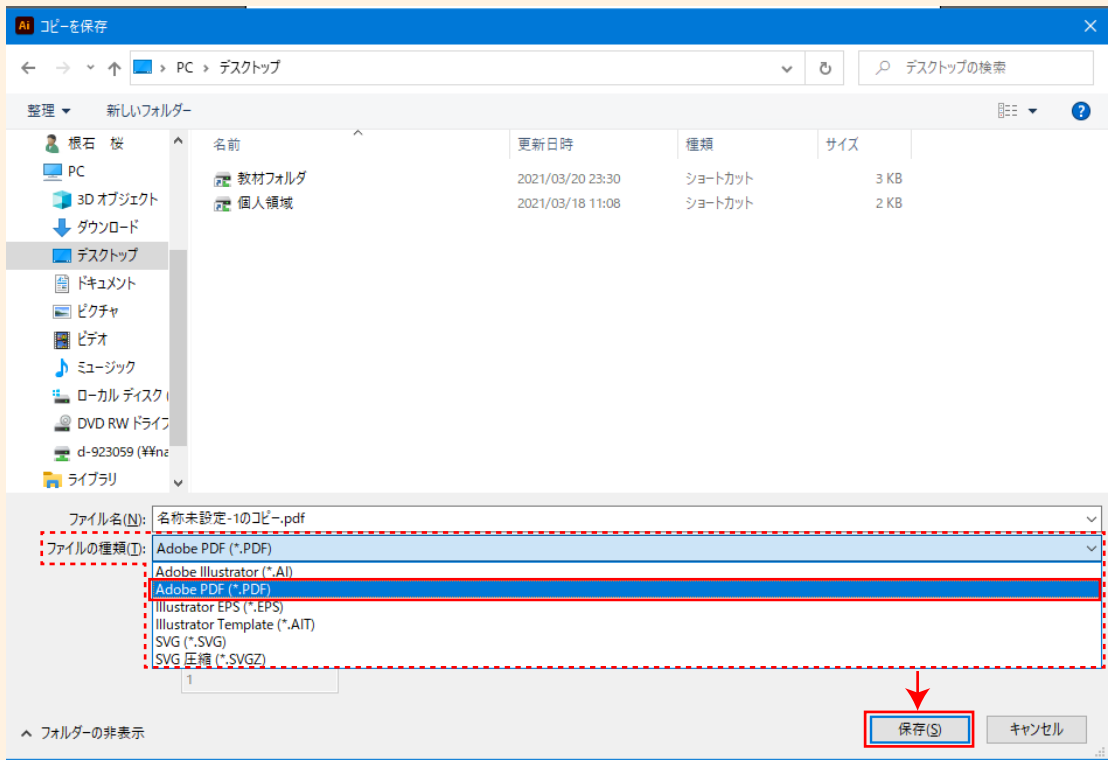 Ai コピーを保存
PC › デスクトップ
デスクトップの検索
整理
新しいフォルダー
根石 桜
PC
3D オブジェクト
ダウンロード
デスクトップ
ドキュメント
ピクチャ
ビデオ
ミュージック
ローカル ディスク (
DVD RW ドライブ
d-923059 (¥¥na
ライブラリ
名前 更新日時 種類 サイズ
教材フォルダ 2021/03/20 23:30 ショートカット 3 KB
個人領域 2021/03/18 11:08 ショートカット 2 KB
ファイル名(N): 名称未設定-1のコピー.pdf
ファイルの種類(T): Adobe PDF (*.PDF)
Adobe Illustrator (*.AI)
Adobe PDF (*.PDF)
Illustrator EPS (*.EPS)
Illustrator Template (*.AIT)
SVG (*.SVG)
SVG 圧縮 (*.SVGZ)
1
フォルダーの非表示
保存(S)
キャンセル